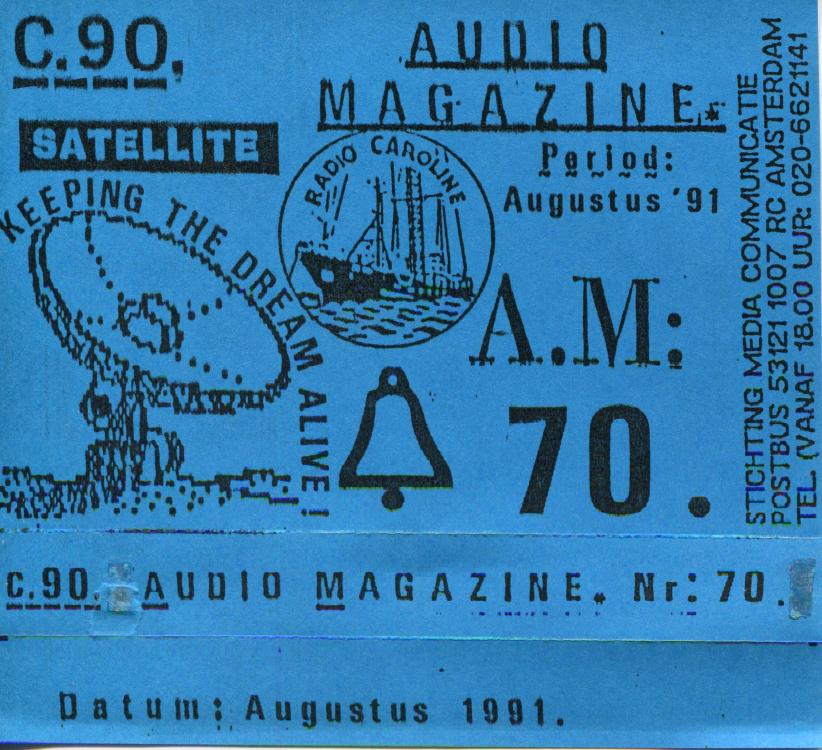 C.90.
AUDIO
MAGAZINE.*
SATELLITE
Period:
Augustus '91
RADIO CAROLINE
KEEPING THE DREAM ALIVE!
A.M:
70.
STICHTING MEDIA COMMUNICATIE
POSTBUS 53121 1007 RC AMSTERDAM
TEL. (VANAF 18.00 UUR: 020-6621141
C.90. AUDIO MAGAZINE.* Nr: 70.
Datum: Augustus 1991.